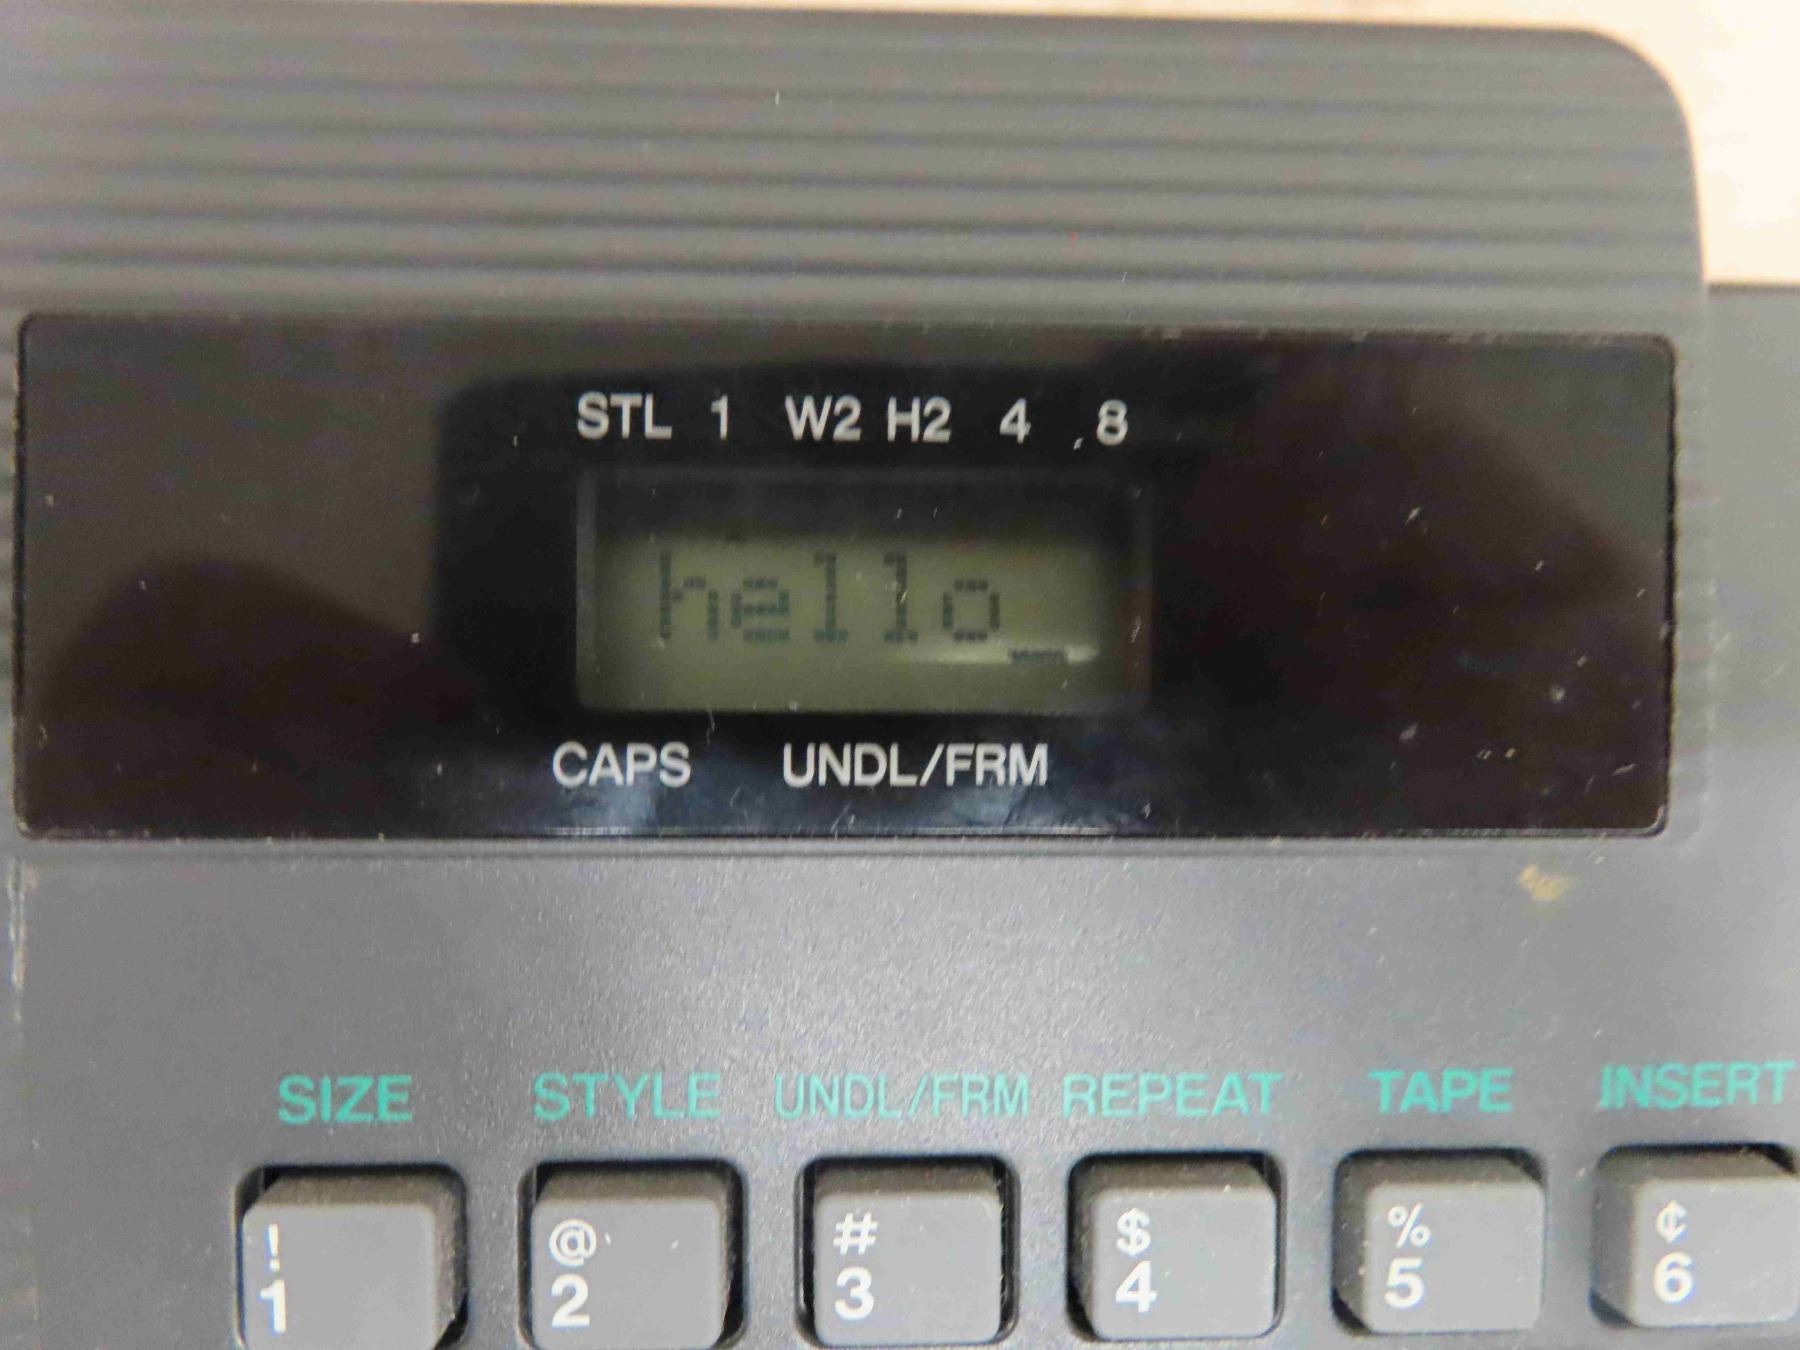 STL 1 W2 H2 4 8
hello_
CAPS UNDL/FRM
SIZE STYLE UNDL/FRM REPEAT TAPE INSERT
! @ # $ % ¢
1 2 3 4 5 6